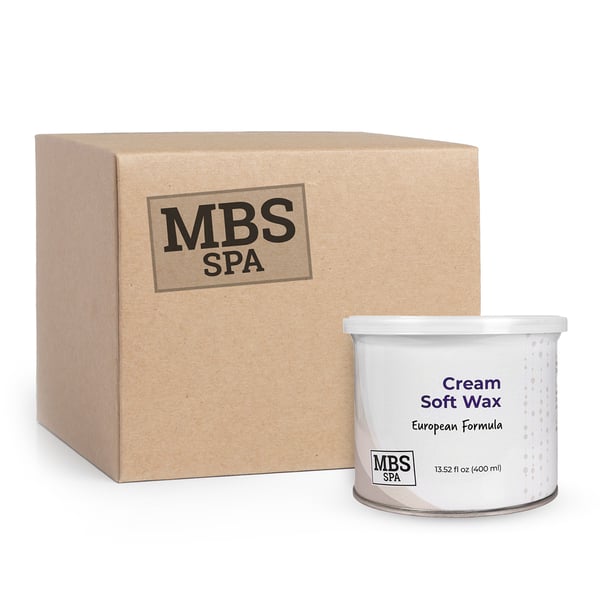 MBS
SPA
Cream
Soft Wax
European Formula
MBS
SPA
13.52 fl oz (400 ml)